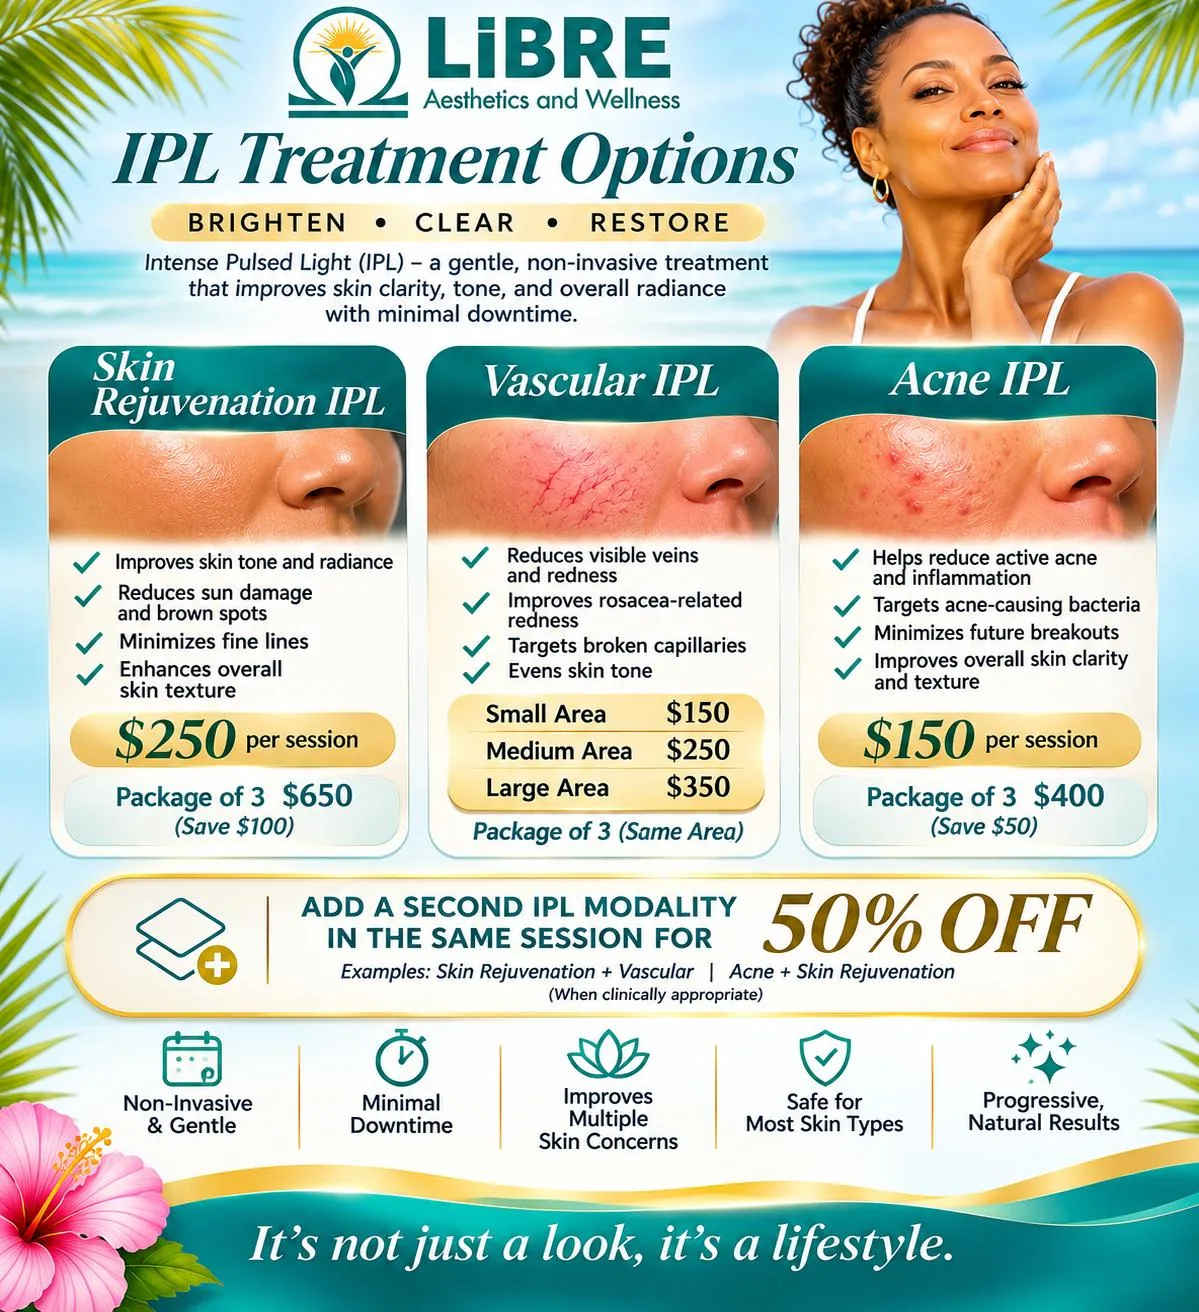 LiBRE
Aesthetics and Wellness
IPL Treatment Options
BRIGHTEN • CLEAR • RESTORE
Intense Pulsed Light (IPL) – a gentle, non-invasive treatment
that improves skin clarity, tone, and overall radiance
with minimal downtime.
Skin
Rejuvenation IPL
Improves skin tone and radiance
Reduces sun damage
and brown spots
Minimizes fine lines
Enhances overall
skin texture
$250 per session
Package of 3 $650
(Save $100)
Vascular IPL
Reduces visible veins
and redness
Improves rosacea-related
redness
Targets broken capillaries
Evens skin tone
Small Area $150
Medium Area $250
Large Area $350
Package of 3 (Same Area)
Acne IPL
Helps reduce active acne
and inflammation
Targets acne-causing bacteria
Minimizes future breakouts
Improves overall skin clarity
and texture
$150 per session
Package of 3 $400
(Save $50)
ADD A SECOND IPL MODALITY
IN THE SAME SESSION FOR
50% OFF
Examples: Skin Rejuvenation + Vascular | Acne + Skin Rejuvenation
(When clinically appropriate)
Non-Invasive
& Gentle
Minimal
Downtime
Improves
Multiple
Skin Concerns
Safe for
Most Skin Types
Progressive,
Natural Results
It's not just a look, it's a lifestyle.